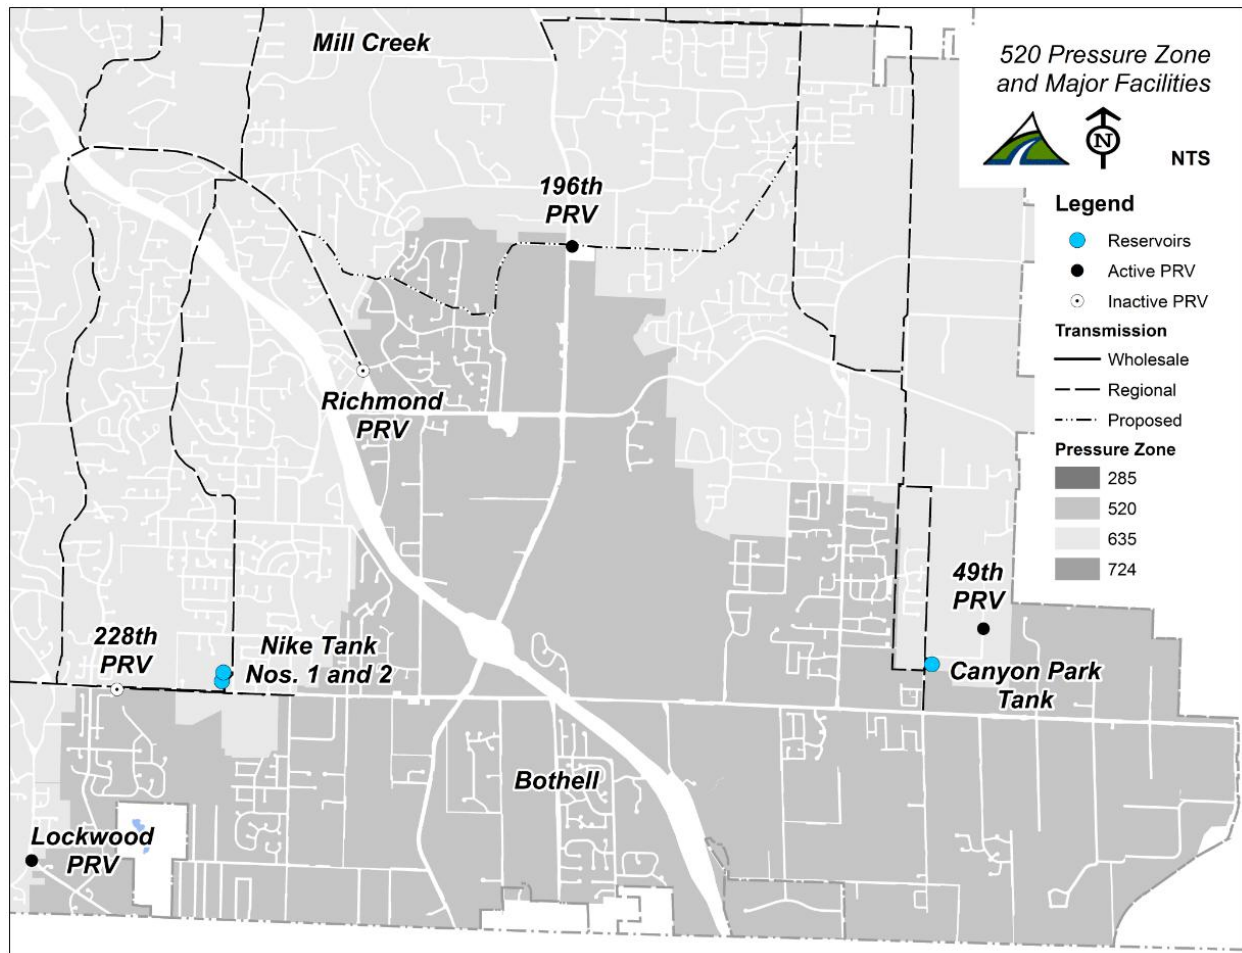 Mill Creek
520 Pressure Zone
and Major Facilities
N
NTS
196th
PRV
Legend
Reservoirs
Active PRV
Inactive PRV
Transmission
Wholesale
Regional
Proposed
Pressure Zone
285
520
635
724
Richmond
PRV
49th
PRV
228th
PRV
Nike Tank
Nos. 1 and 2
Canyon Park
Tank
Bothell
Lockwood
PRV